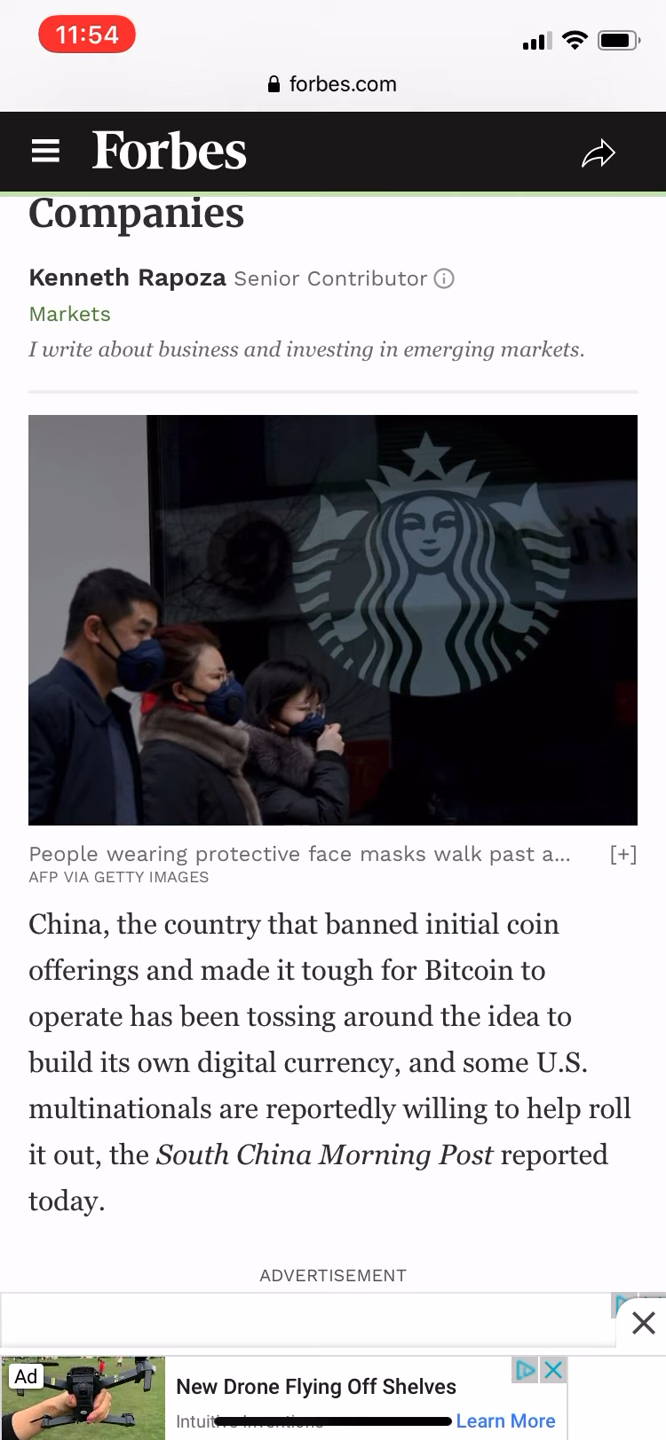 11:54
forbes.com
Forbes
Companies
Kenneth Rapoza Senior Contributor
Markets
I write about business and investing in emerging markets.
People wearing protective face masks walk past a... [+]
AFP VIA GETTY IMAGES
China, the country that banned initial coin
offerings and made it tough for Bitcoin to
operate has been tossing around the idea to
build its own digital currency, and some U.S.
multinationals are reportedly willing to help roll
it out, the South China Morning Post reported
today.
ADVERTISEMENT
Ad
New Drone Flying Off Shelves
Learn More